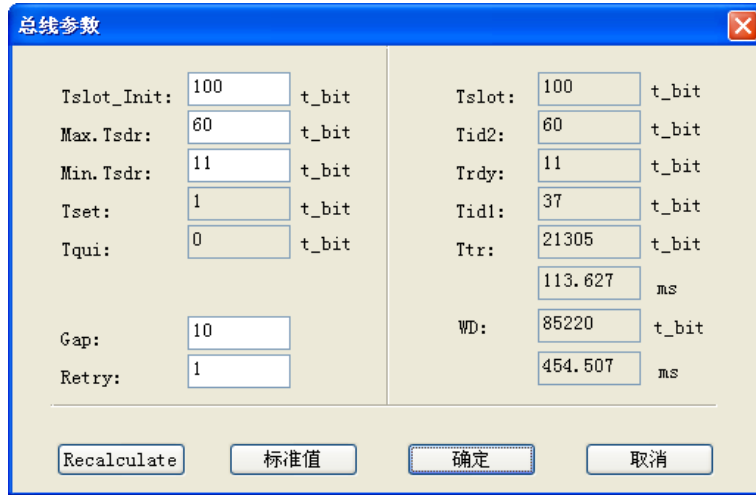 总线参数
Tslot_Init: 100 t_bit
Max.Tsdr: 60 t_bit
Min.Tsdr: 11 t_bit
Tset: 1 t_bit
Tqui: 0 t_bit
Gap: 10
Retry: 1
Tslot: 100 t_bit
Tid2: 60 t_bit
Trdy: 11 t_bit
Tid1: 37 t_bit
Ttr: 21305 t_bit
113.627 ms
WD: 85220 t_bit
454.507 ms
Recalculate 标准值 确定 取消